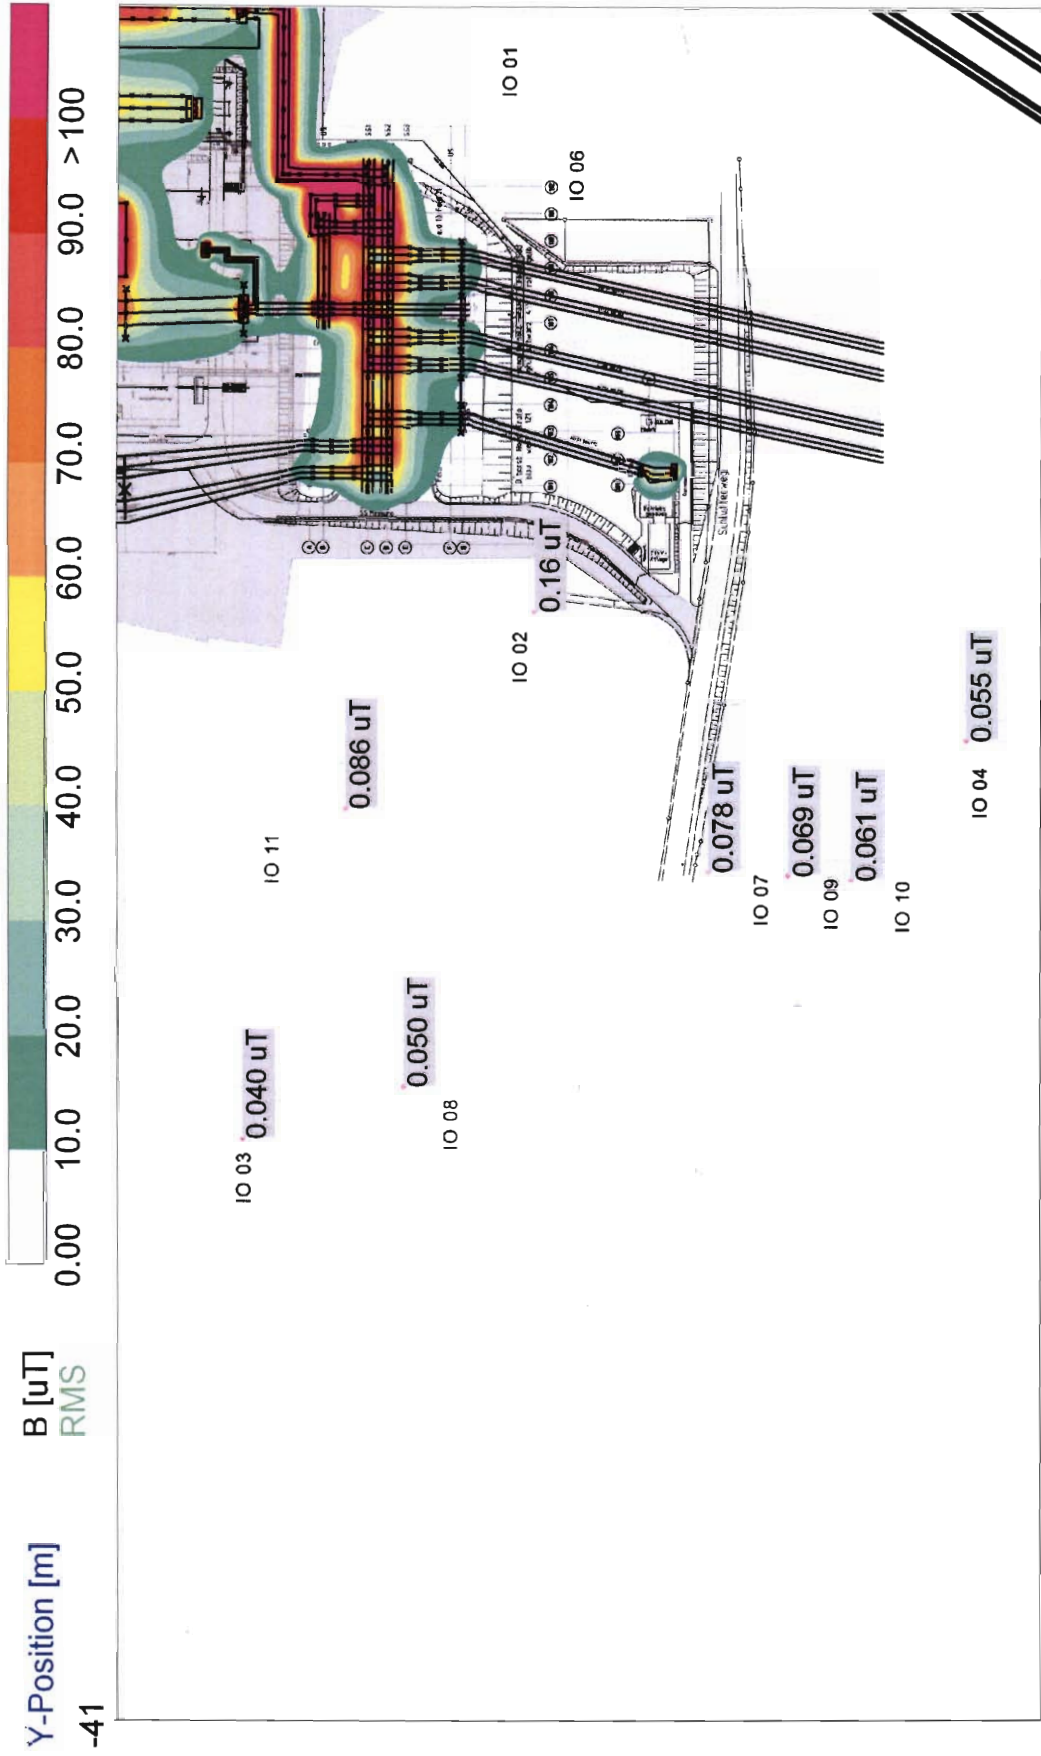 Y-Position [m]
-41
B [uT]
RMS
0.00 10.0 20.0 30.0 40.0 50.0 60.0 70.0 80.0 90.0 >100
IO 03
0.040 uT
IO 11
0.086 uT
IO 08
0.050 uT
IO 01
IO 02
0.16 uT
IO 06
Schlufterweg
IO 07
0.078 uT
IO 09
0.069 uT
IO 10
0.061 uT
IO 04
0.055 uT